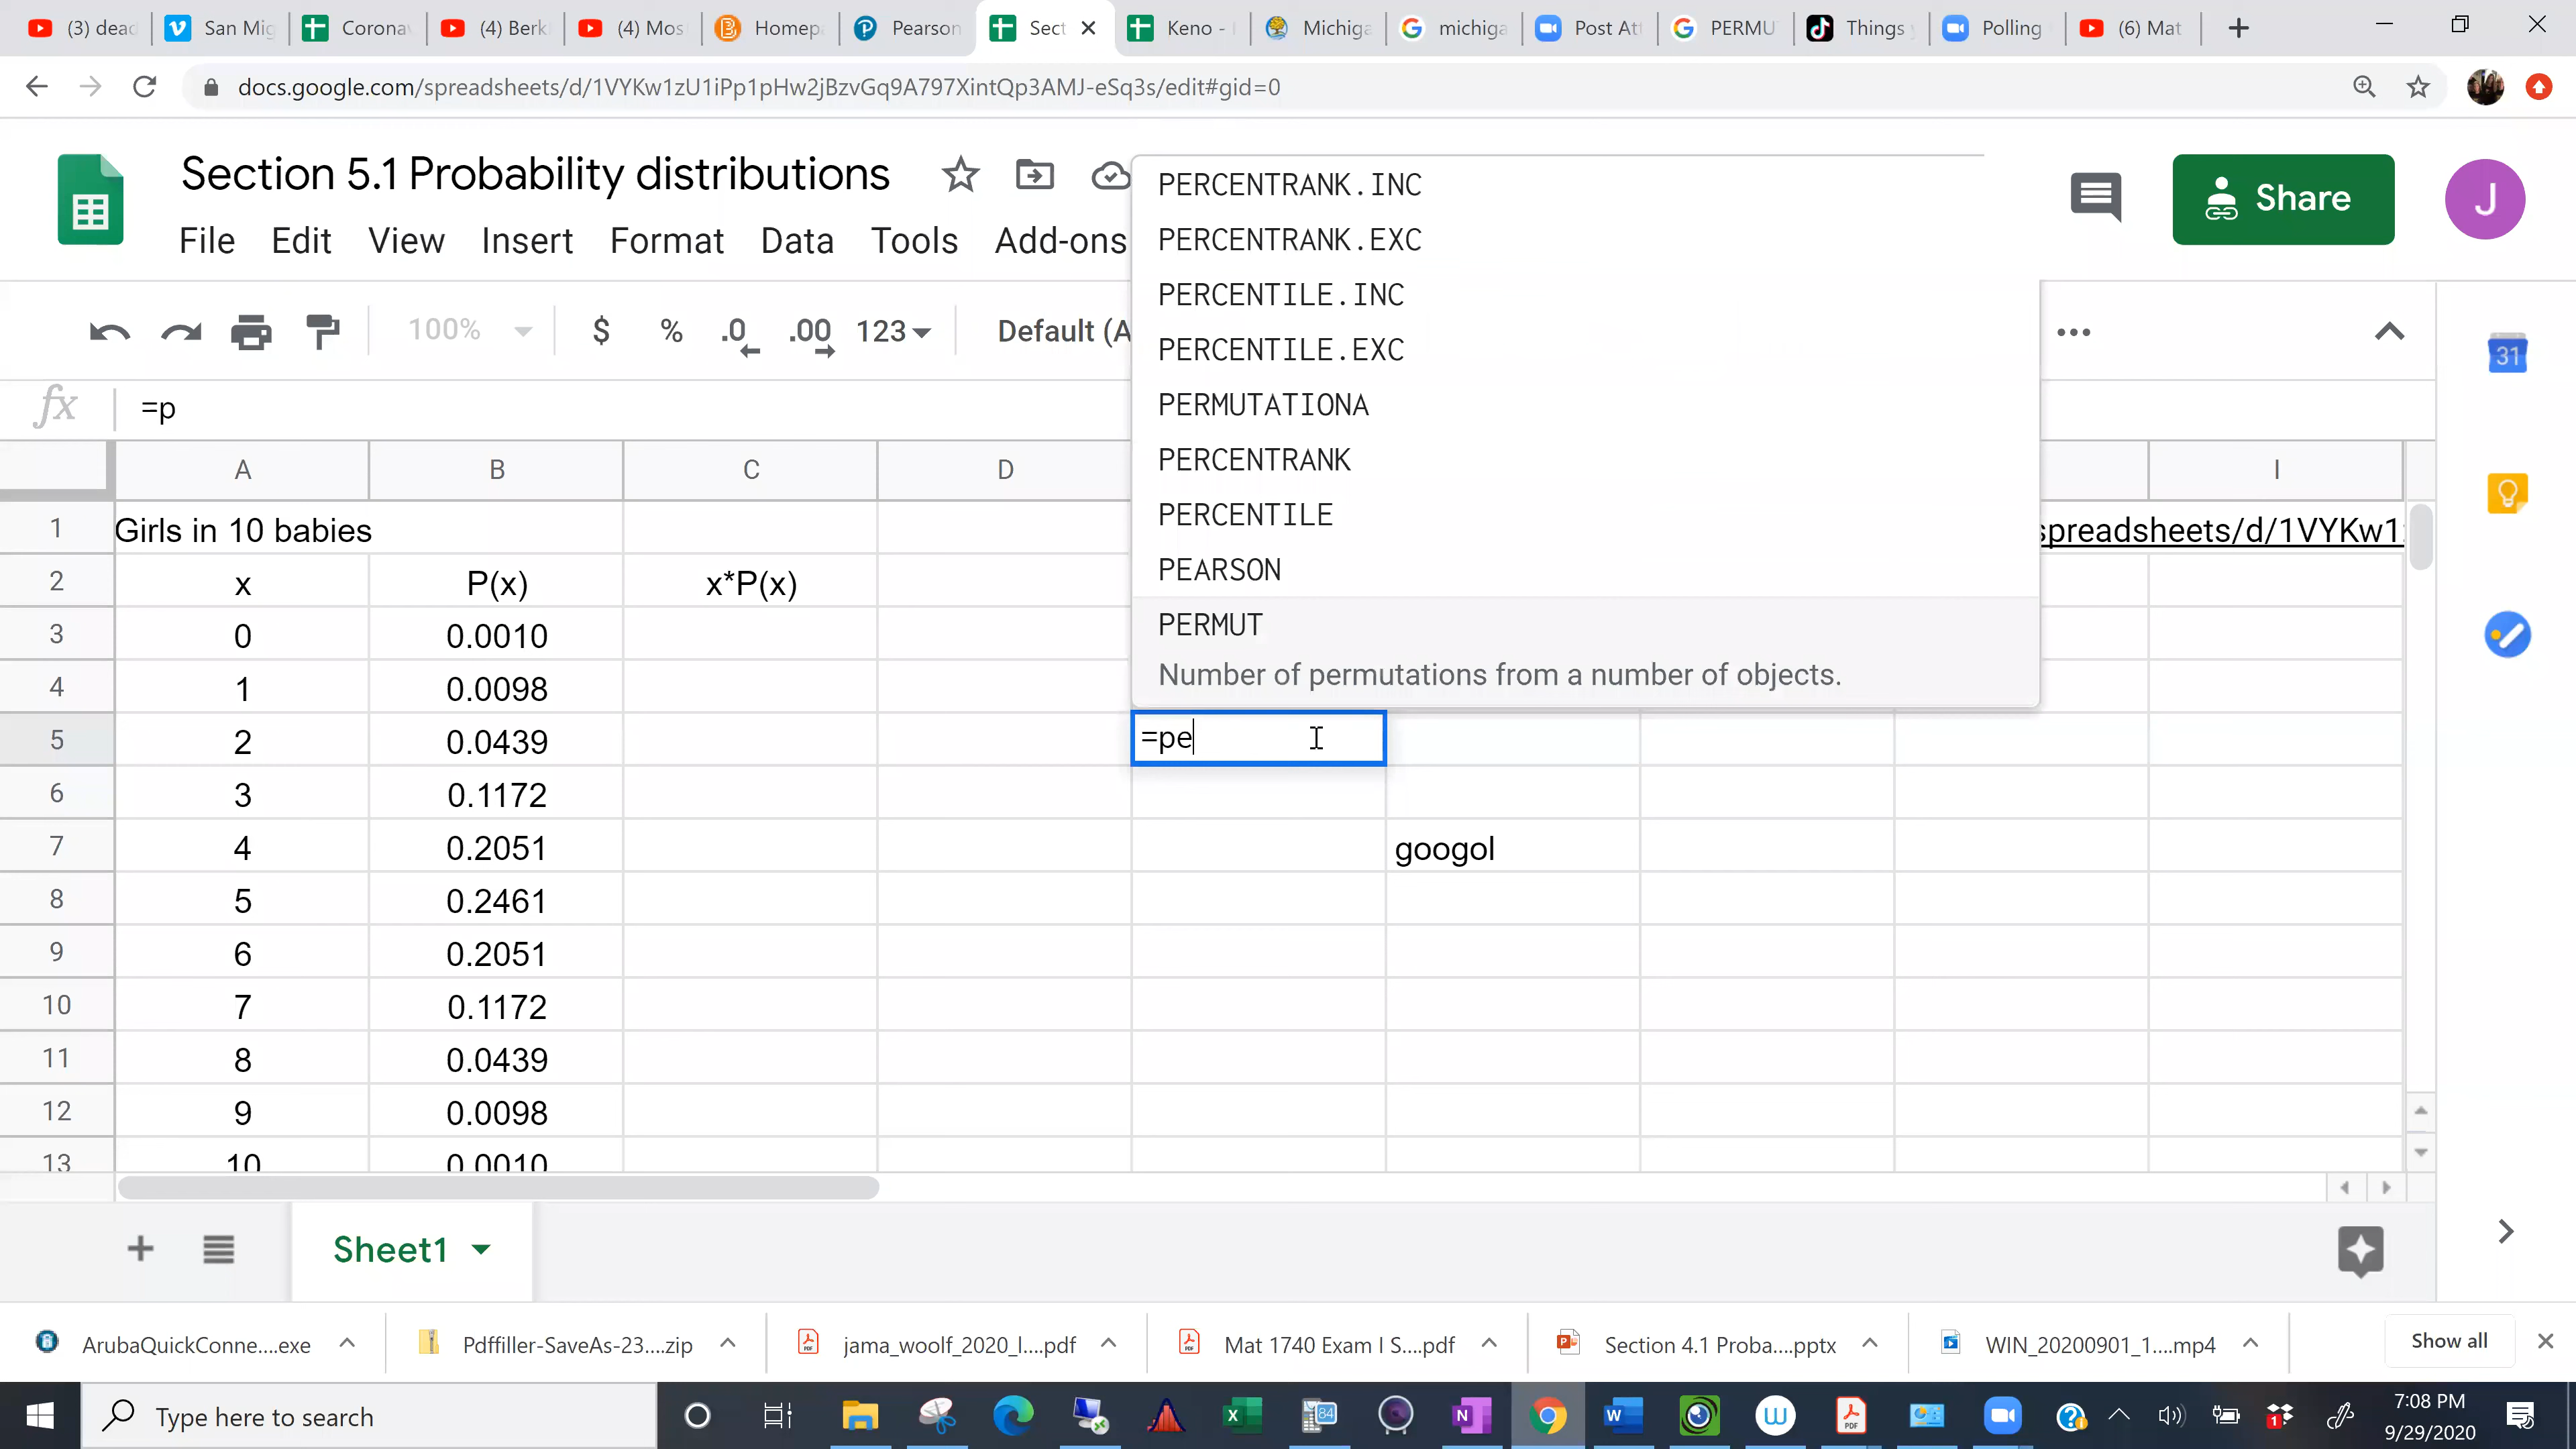 (3) dead San Mig Corona (4) Berk (4) Mos Homep Pearson Sect Keno - Michiga michiga Post Att PERMU Things Polling (6) Mat
docs.google.com/spreadsheets/d/1VYKw1zU1iPp1pHw2jBzvGq9A797XintQp3AMJ-eSq3s/edit#gid=0
Section 5.1 Probability distributions
File Edit View Insert Format Data Tools Add-ons
Share
J
100% $ % .0 .00 123 Default (A
31
fx =p
PERCENTRANK.INC
PERCENTRANK.EXC
PERCENTILE.INC
PERCENTILE.EXC
PERMUTATIONA
PERCENTRANK
PERCENTILE
PEARSON
PERMUT
Number of permutations from a number of objects.
A B C D I
1 Girls in 10 babies spreadsheets/d/1VYKw1
2 x P(x) x*P(x)
3 0 0.0010
4 1 0.0098
5 2 0.0439 =pe
6 3 0.1172
7 4 0.2051 googol
8 5 0.2461
9 6 0.2051
10 7 0.1172
11 8 0.0439
12 9 0.0098
13 10 0.0010
Sheet1
ArubaQuickConne....exe Pdffiller-SaveAs-23....zip jama_woolf_2020_l....pdf Mat 1740 Exam I S....pdf Section 4.1 Proba....pptx WIN_20200901_1....mp4 Show all
Type here to search
7:08 PM
9/29/2020